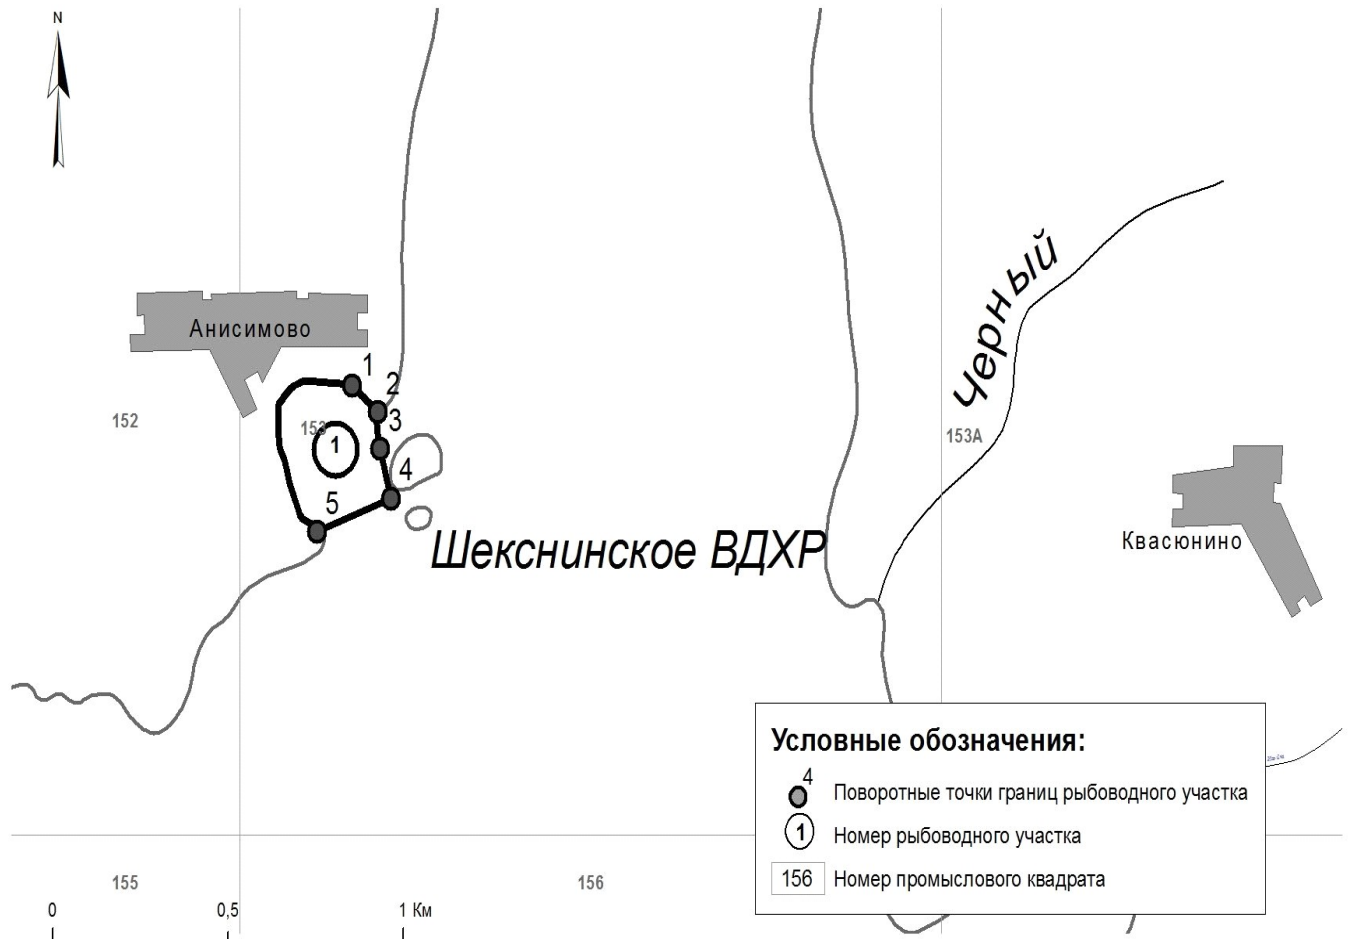 N
Черный
Анисимово
1
2
3
152
153
1
153А
4
5
Шекснинское ВДХР
Квасюнино
Условные обозначения:
4
Поворотные точки границ рыбоводного участка
1 Номер рыбоводного участка
156 Номер промыслового квадрата
155
156
0 0,5 1 Км